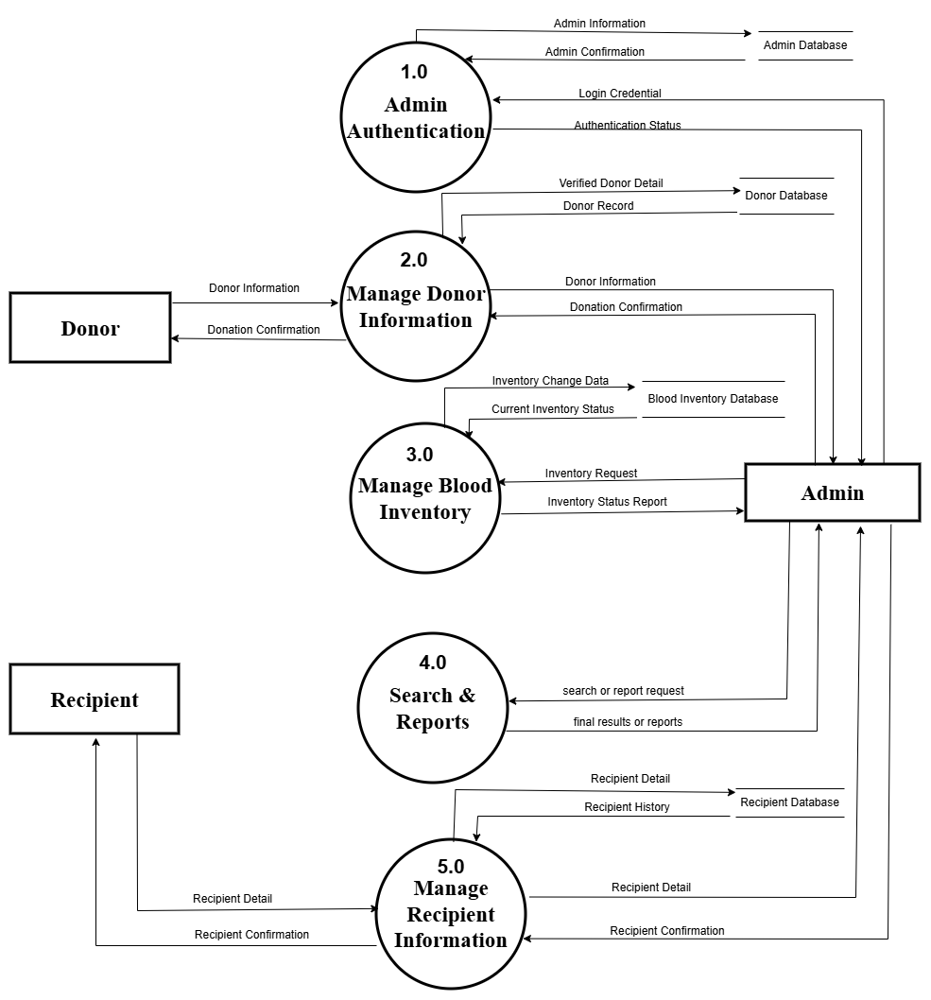 Admin Information
Admin Database
Admin Confirmation
1.0
Admin
Authentication
Login Credential
Authentication Status
Verified Donor Detail
Donor Database
Donor Record
2.0
Manage Donor
Information
Donor Information
Donor Information
Donation Confirmation
Donor
Donation Confirmation
Inventory Change Data
Blood Inventory Database
Current Inventory Status
3.0
Manage Blood
Inventory
Inventory Request
Inventory Status Report
Admin
4.0
Search &
Reports
search or report request
final results or reports
Recipient
Recipient Detail
Recipient Database
Recipient History
5.0
Manage
Recipient
Information
Recipient Detail
Recipient Detail
Recipient Confirmation
Recipient Confirmation